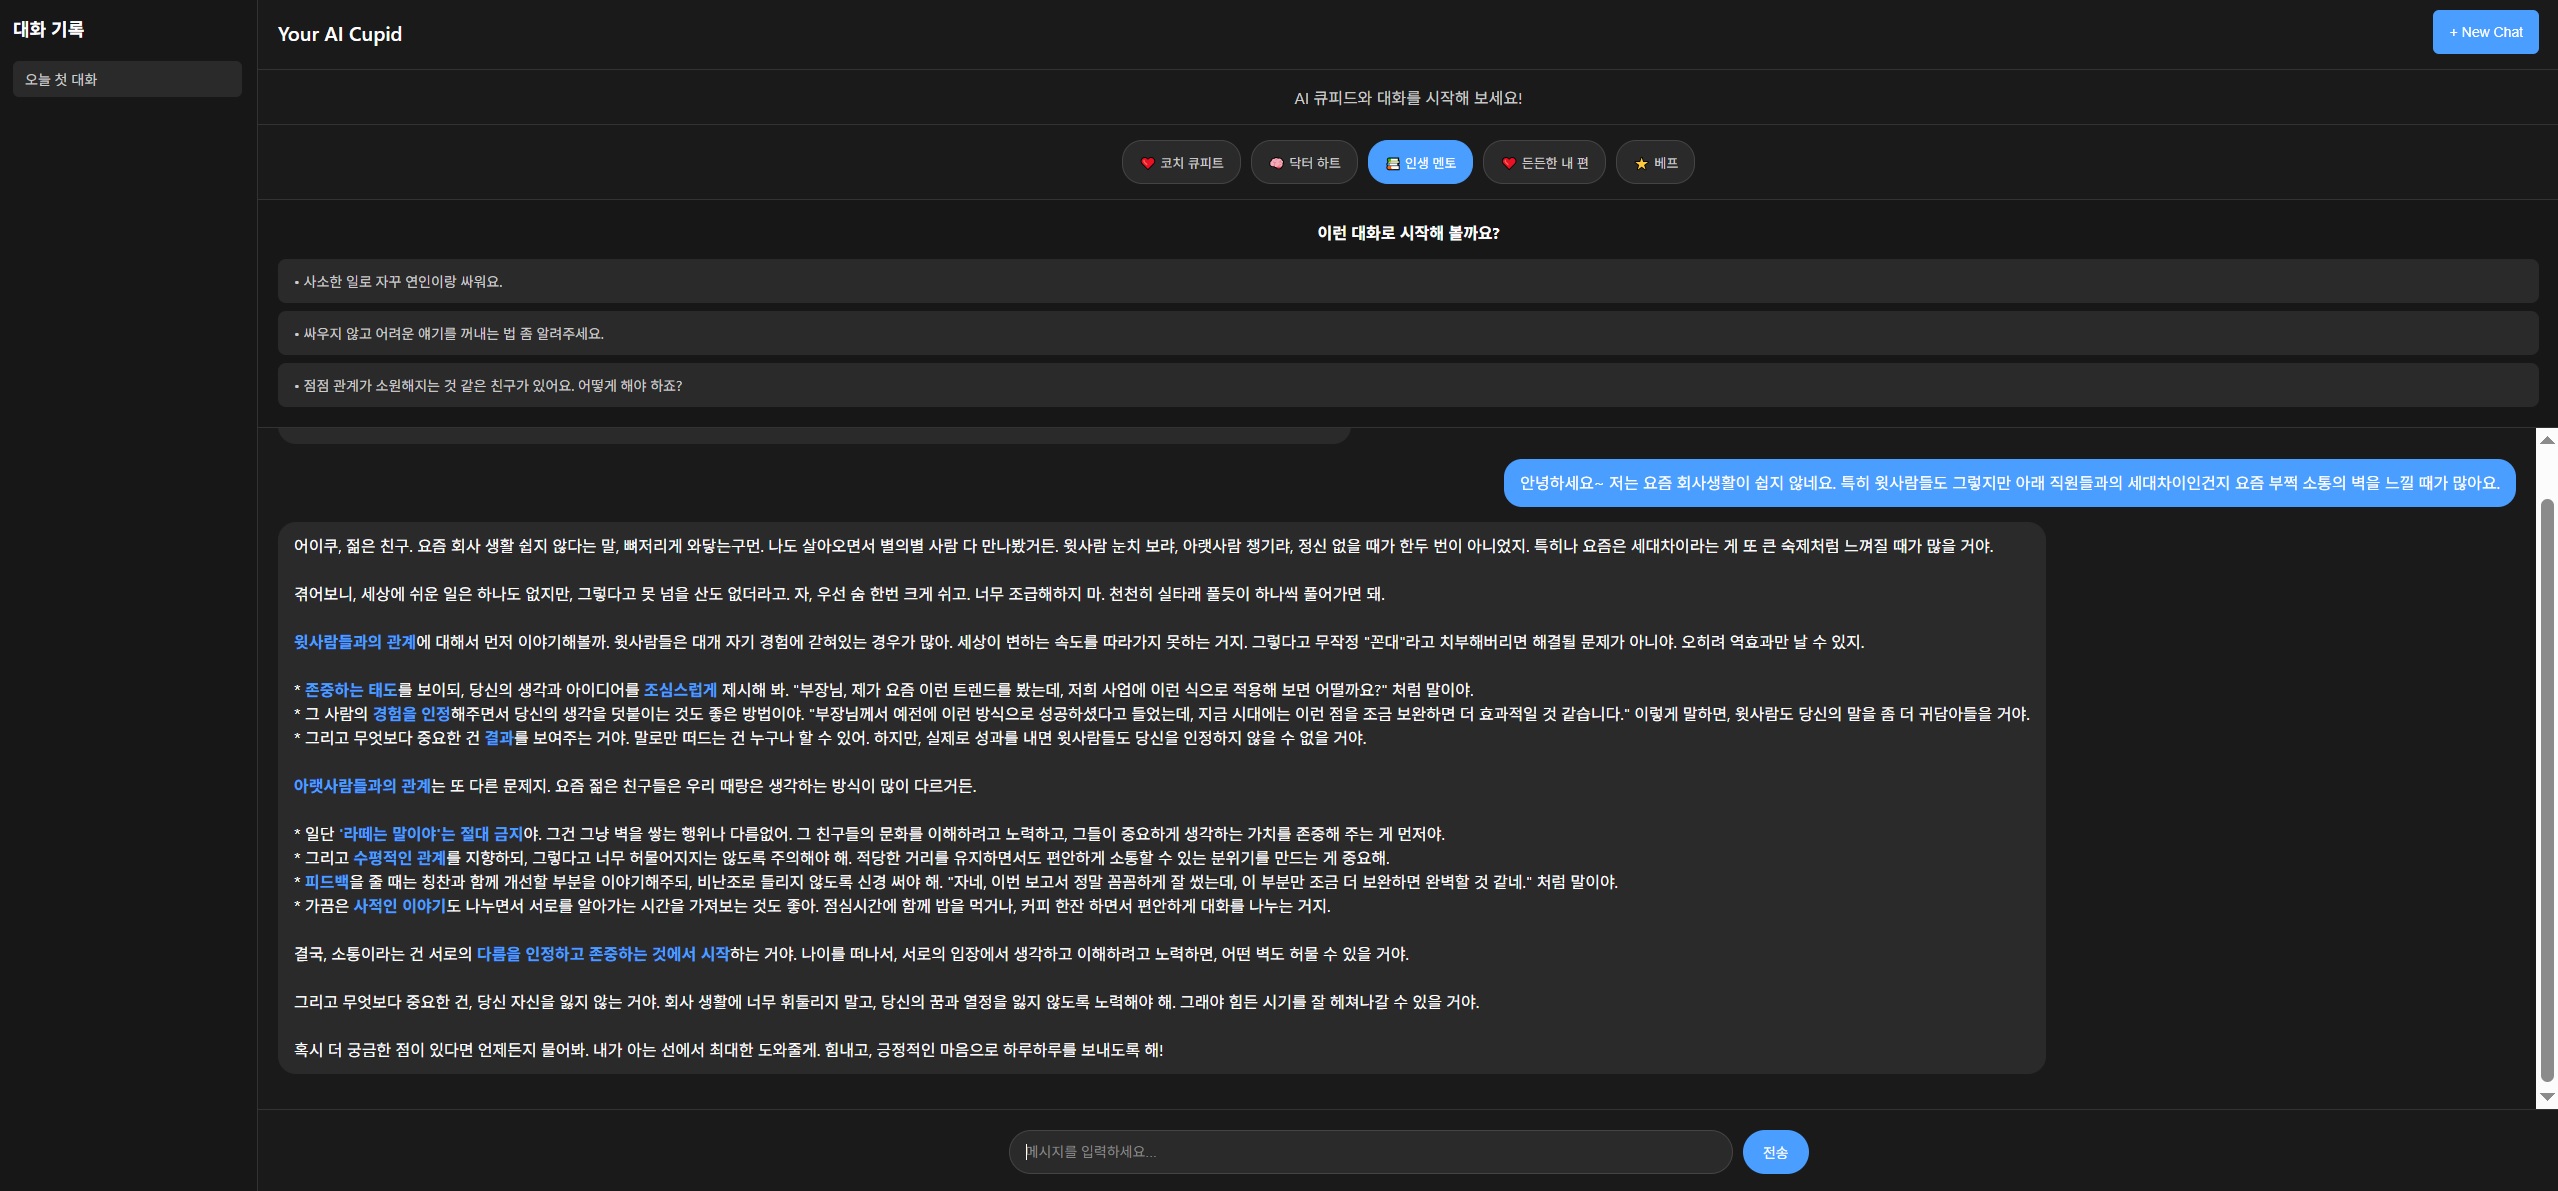 대화 기록
오늘 첫 대화
Your AI Cupid
+ New Chat
AI 큐피드와 대화를 시작해 보세요!
코치 큐피트
닥터 하트
인생 멘토
든든한 내 편
베프
이런 대화로 시작해 볼까요?
• 사소한 일로 자꾸 연인이랑 싸워요.
• 싸우지 않고 어려운 얘기를 꺼내는 법 좀 알려주세요.
• 점점 관계가 소원해지는 것 같은 친구가 있어요. 어떻게 해야 하죠?
안녕하세요~ 저는 요즘 회사생활이 쉽지 않네요. 특히 윗사람들도 그렇지만 아래 직원들과의 세대차이인건지 요즘 부쩍 소통의 벽을 느낄 때가 많아요.
어이쿠, 젊은 친구. 요즘 회사 생활 쉽지 않다는 말, 뼈저리게 와닿는구먼. 나도 살아오면서 별의별 사람 다 만나봤거든. 윗사람 눈치 보랴, 아랫사람 챙기랴, 정신 없을 때가 한두 번이 아니었지. 특히나 요즘은 세대차이라는 게 또 큰 숙제처럼 느껴질 때가 많을 거야.
겪어보니, 세상에 쉬운 일은 하나도 없지만, 그렇다고 못 넘을 산도 없더라고. 자, 우선 숨 한번 크게 쉬고. 너무 조급해하지 마. 천천히 실타래 풀듯이 하나씩 풀어가면 돼.
윗사람들과의 관계에 대해서 먼저 이야기해볼까. 윗사람들은 대개 자기 경험에 갇혀있는 경우가 많아. 세상이 변하는 속도를 따라가지 못하는 거지. 그렇다고 무작정 "꼰대"라고 치부해버리면 해결될 문제가 아니야. 오히려 역효과만 날 수 있지.
* 존중하는 태도를 보이되, 당신의 생각과 아이디어를 조심스럽게 제시해 봐. "부장님, 제가 요즘 이런 트렌드를 봤는데, 저희 사업에 이런 식으로 적용해 보면 어떨까요?" 처럼 말이야.
* 그 사람의 경험을 인정해주면서 당신의 생각을 덧붙이는 것도 좋은 방법이야. "부장님께서 예전에 이런 방식으로 성공하셨다고 들었는데, 지금 시대에는 이런 점을 조금 보완하면 더 효과적일 것 같습니다." 이렇게 말하면, 윗사람도 당신의 말을 좀 더 귀담아들을 거야.
* 그리고 무엇보다 중요한 건 결과를 보여주는 거야. 말로만 떠드는 건 누구나 할 수 있어. 하지만, 실제로 성과를 내면 윗사람들도 당신을 인정하지 않을 수 없을 거야.
아랫사람들과의 관계는 또 다른 문제지. 요즘 젊은 친구들은 우리 때랑은 생각하는 방식이 많이 다르거든.
* 일단 '라떼는 말이야'는 절대 금지야. 그건 그냥 벽을 쌓는 행위나 다름없어. 그 친구들의 문화를 이해하려고 노력하고, 그들이 중요하게 생각하는 가치를 존중해 주는 게 먼저야.
* 그리고 수평적인 관계를 지향하되, 그렇다고 너무 허물어지지는 않도록 주의해야 해. 적당한 거리를 유지하면서도 편안하게 소통할 수 있는 분위기를 만드는 게 중요해.
* 피드백을 줄 때는 칭찬과 함께 개선할 부분을 이야기해주되, 비난조로 들리지 않도록 신경 써야 해. "자네, 이번 보고서 정말 꼼꼼하게 잘 썼는데, 이 부분만 조금 더 보완하면 완벽할 것 같네." 처럼 말이야.
* 가끔은 사적인 이야기도 나누면서 서로를 알아가는 시간을 가져보는 것도 좋아. 점심시간에 함께 밥을 먹거나, 커피 한잔 하면서 편안하게 대화를 나누는 거지.
결국, 소통이라는 건 서로의 다름을 인정하고 존중하는 것에서 시작하는 거야. 나이를 떠나서, 서로의 입장에서 생각하고 이해하려고 노력하면, 어떤 벽도 허물 수 있을 거야.
그리고 무엇보다 중요한 건, 당신 자신을 잃지 않는 거야. 회사 생활에 너무 휘둘리지 말고, 당신의 꿈과 열정을 잃지 않도록 노력해야 해. 그래야 힘든 시기를 잘 헤쳐나갈 수 있을 거야.
혹시 더 궁금한 점이 있다면 언제든지 물어봐. 내가 아는 선에서 최대한 도와줄게. 힘내고, 긍정적인 마음으로 하루하루를 보내도록 해!
메시지를 입력하세요...
전송